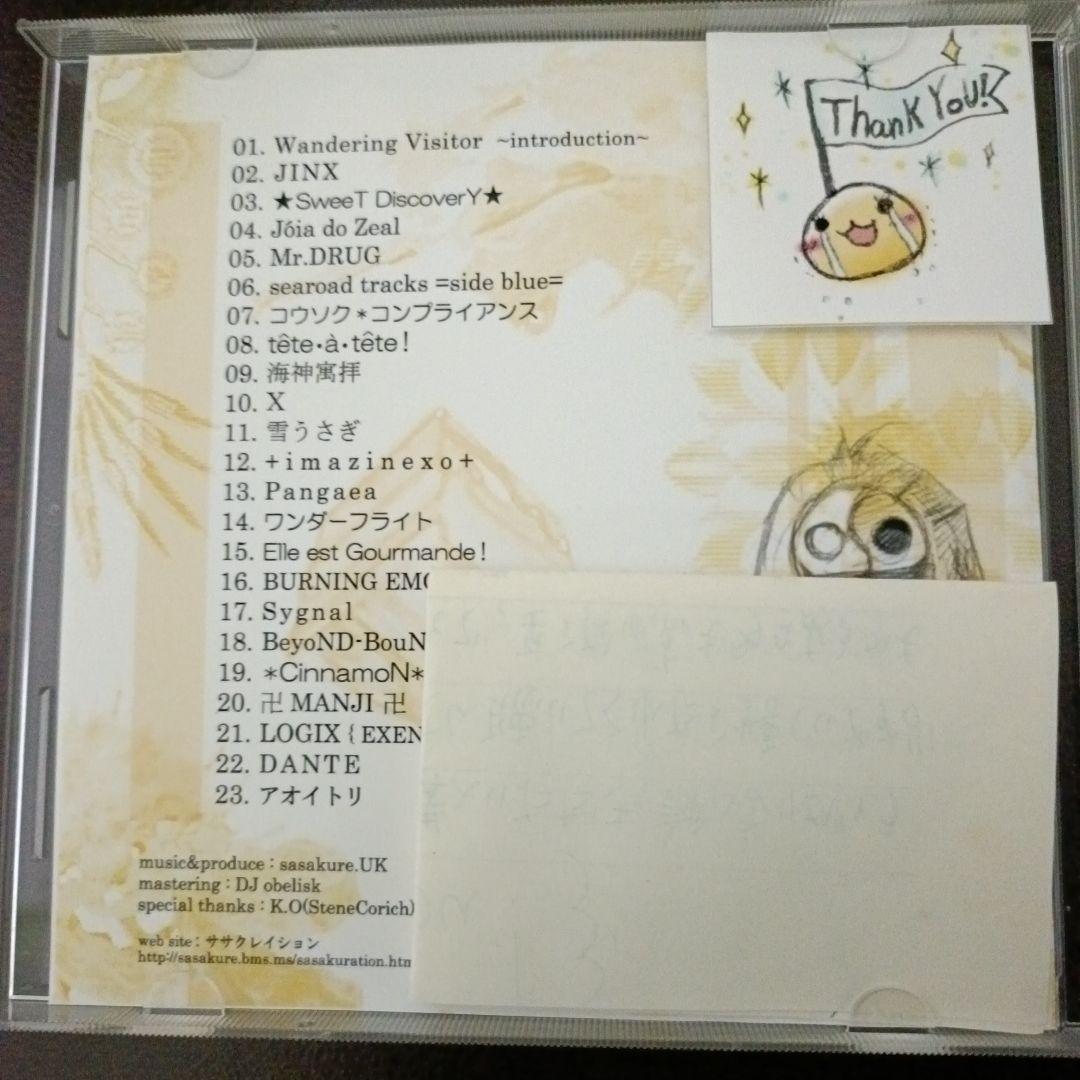 Thank You!
01. Wandering Visitor ~introduction~
02. JINX
03. ★SweeT DiscoverY★
04. Jóia do Zeal
05. Mr.DRUG
06. searoad tracks =side blue=
07. コウソク＊コンプライアンス
08. tête・à・tête！
09. 海神寓拝
10. X
11. 雪うさぎ
12. +imazinexo+
13. Pangaea
14. ワンダーフライト
15. Elle est Gourmande！
16. BURNING
17. Sygnal
18.
19. *CinnamoN*
20. 卍 MANJI 卍
21. LOGIX {
22. DANTE
23. アオイトリ
music&produce : sasakure.UK
mastering : DJ obelisk
special thanks : K.O(SteneCorich)
web site : ササクレイション
http://sasakure.bms.ms/sasakuration.htm